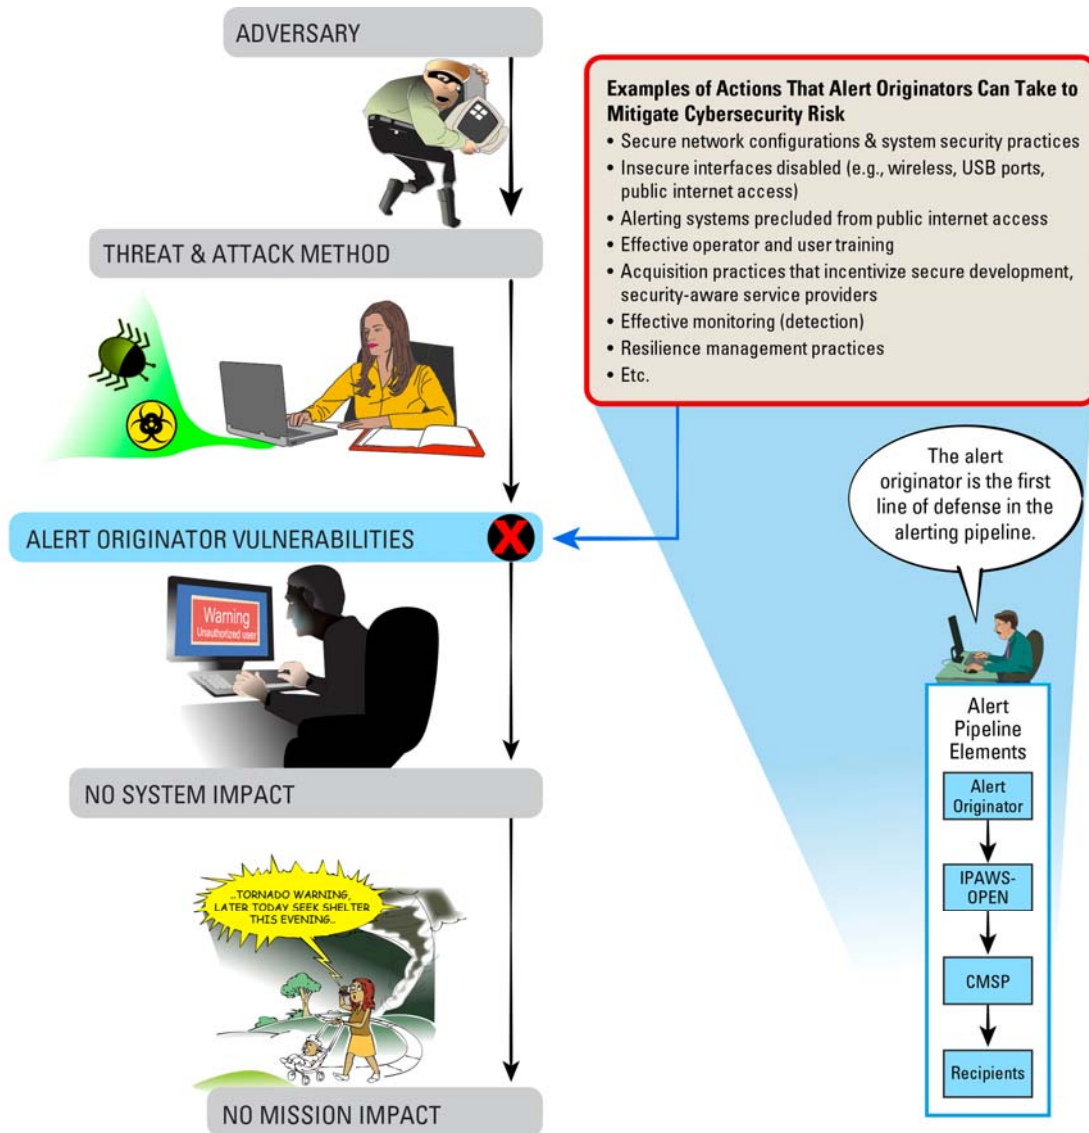 ADVERSARY
Examples of Actions That Alert Originators Can Take to
Mitigate Cybersecurity Risk
• Secure network configurations & system security practices
• Insecure interfaces disabled (e.g., wireless, USB ports,
public internet access)
• Alerting systems precluded from public internet access
• Effective operator and user training
• Acquisition practices that incentivize secure development,
security-aware service providers
• Effective monitoring (detection)
• Resilience management practices
• Etc.
THREAT & ATTACK METHOD
The alert
originator is the first
line of defense in the
alerting pipeline.
ALERT ORIGINATOR VULNERABILITIES
X
Warning
Unauthorized user
NO SYSTEM IMPACT
..TORNADO WARNING,
LATER TODAY SEEK SHELTER
THIS EVENING..
NO MISSION IMPACT
Alert
Pipeline
Elements
Alert
Originator
IPAWS-
OPEN
CMSP
Recipients